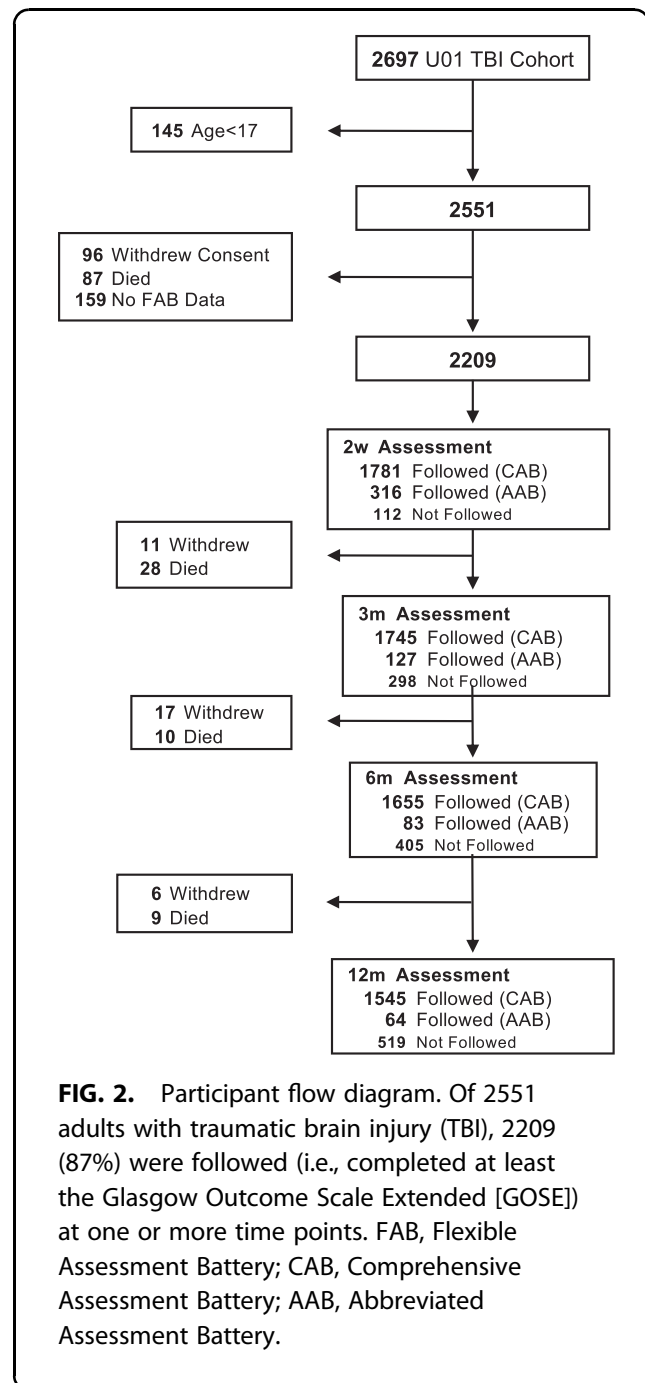 2697 U01 TBI Cohort
145 Age<17
2551
96 Withdrew Consent
87 Died
159 No FAB Data
2209
2w Assessment
1781 Followed (CAB)
316 Followed (AAB)
112 Not Followed
11 Withdrew
28 Died
3m Assessment
1745 Followed (CAB)
127 Followed (AAB)
298 Not Followed
17 Withdrew
10 Died
6m Assessment
1655 Followed (CAB)
83 Followed (AAB)
405 Not Followed
6 Withdrew
9 Died
12m Assessment
1545 Followed (CAB)
64 Followed (AAB)
519 Not Followed
FIG. 2. Participant flow diagram. Of 2551
adults with traumatic brain injury (TBI), 2209
(87%) were followed (i.e., completed at least
the Glasgow Outcome Scale Extended [GOSE])
at one or more time points. FAB, Flexible
Assessment Battery; CAB, Comprehensive
Assessment Battery; AAB, Abbreviated
Assessment Battery.